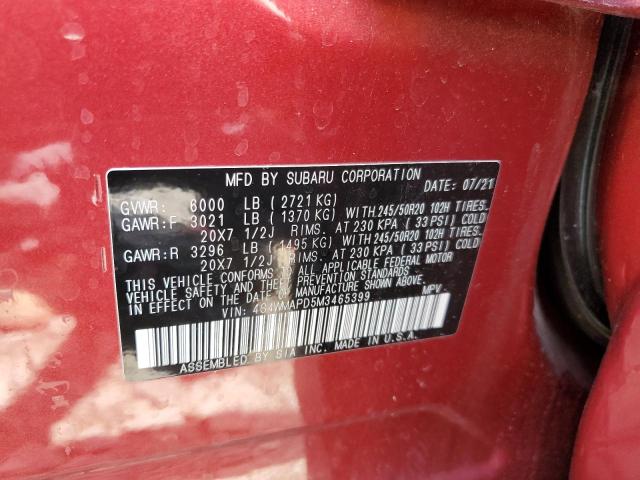 MFD BY SUBARU CORPORATION
DATE: 07/21
GVWR: 6000 LB ( 2721 KG)
GAWR:F 3021 LB ( 1370 KG) WITH 245/50R20 102H TIRES.
20X7 1/2J RIMS. AT 230 KPA ( 33 PSI) COLD
GAWR:R 3296 LB ( 1495 KG) WITH 245/50R20 102H TIRES.
20X7 1/2J RIMS. AT 230 KPA ( 33 PSI) COLD
THIS VEHICLE CONFORMS TO ALL APPLICABLE FEDERAL MOTOR
VEHICLE SAFETY AND THEFT PREVENTION STANDARDS
IN EFFECT ON THE DATE OF MANUFACTURE SHOWN ABOVE.
VIN: 4S4WMAPD5M3465399 MPV
ASSEMBLED BY SIA INC. MADE IN U.S.A.